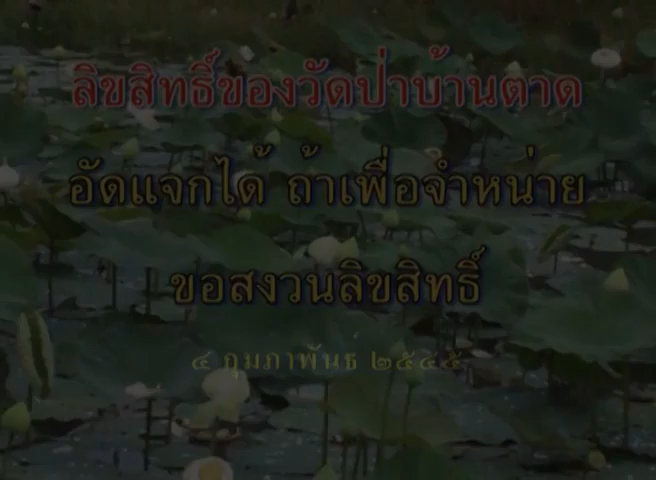 ลิขสิทธิ์ของวัดป่าบ้านตาด
อัดแจกได้ ถ้าเพื่อจำหน่าย
ขอสงวนลิขสิทธิ์
๔ กุมภาพันธ ๒๕๔๕